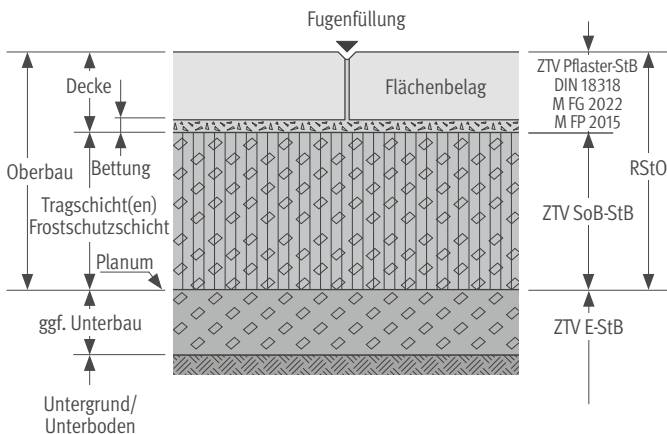 Fugenfüllung
Decke
Flächenbelag
ZTV Pflaster-StB
DIN 18318
M FG 2022
M FP 2015
Bettung
Oberbau
RStO
Tragschicht(en)
Frostschutzschicht
ZTV SoB-StB
Planum
ggf. Unterbau
ZTV E-StB
Untergrund/
Unterboden